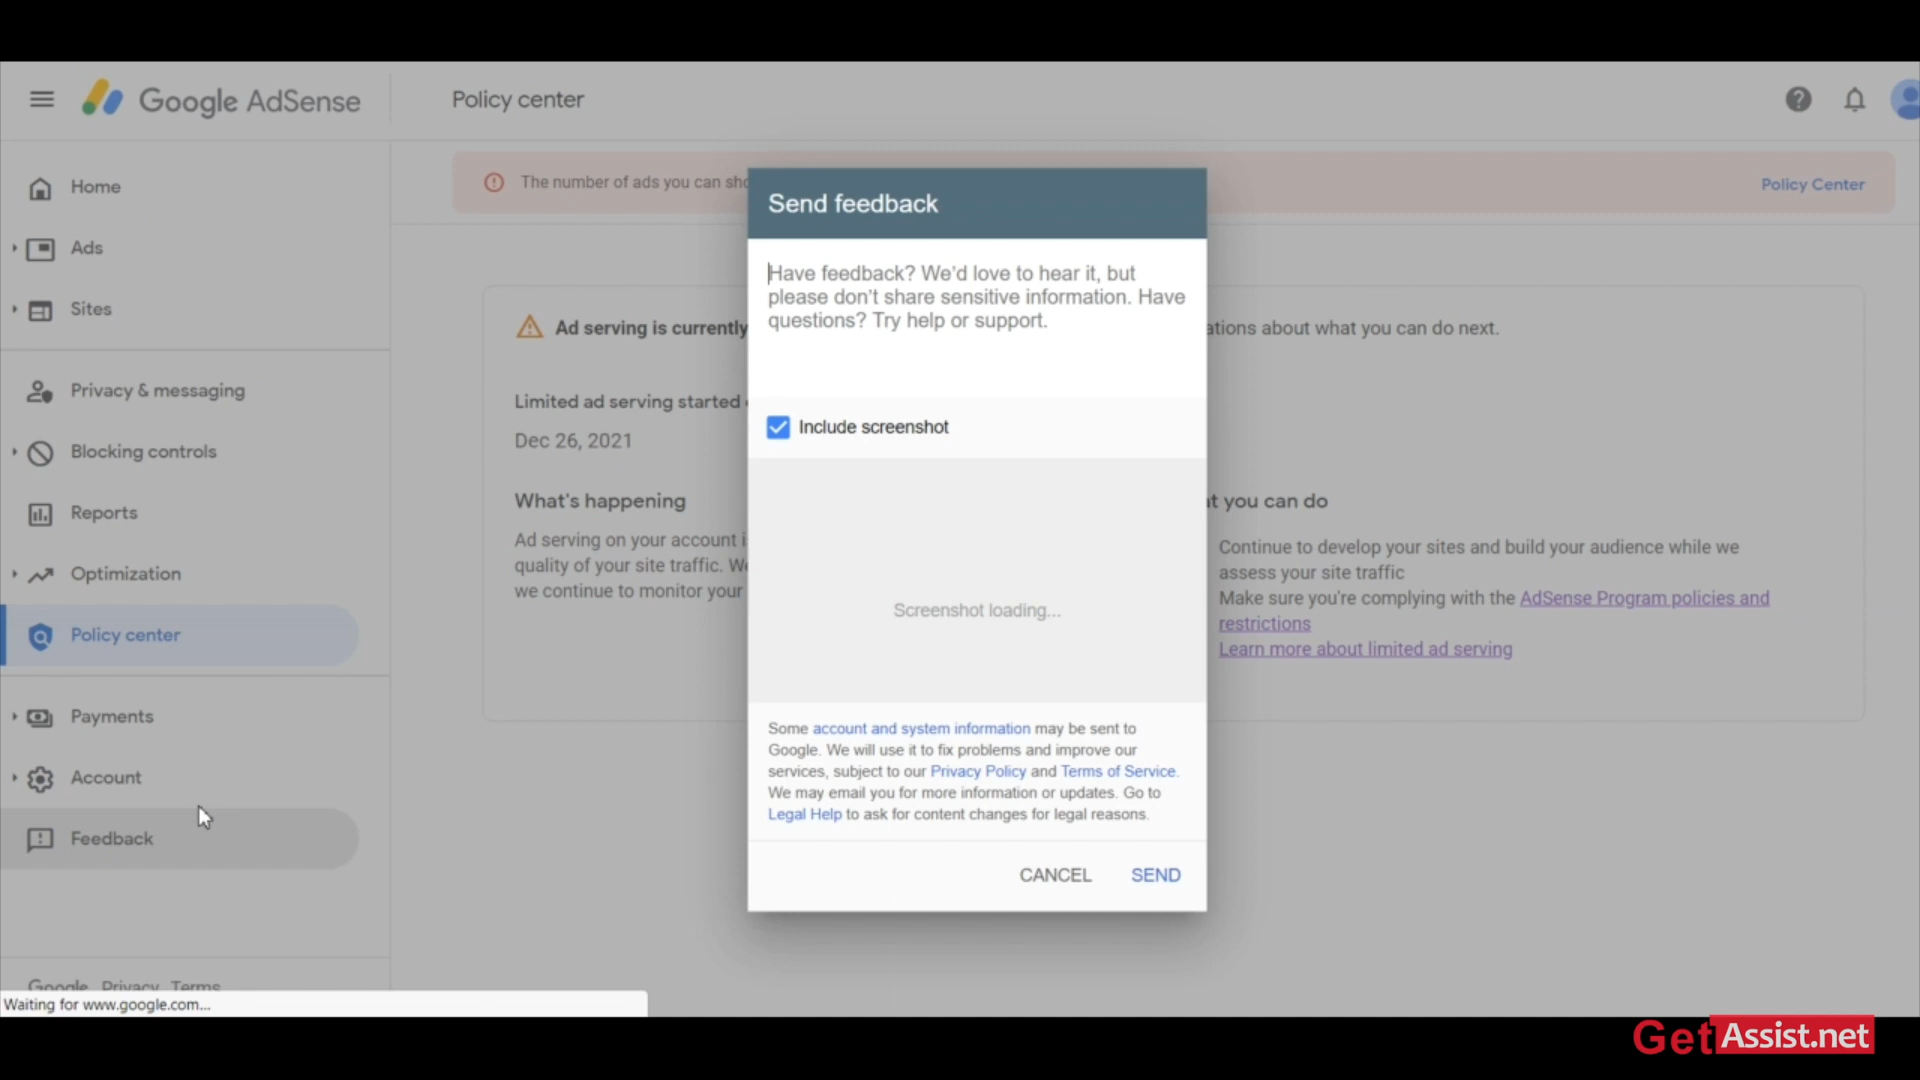 Google AdSense
Policy center
Home
Ads
Sites
Privacy & messaging
Blocking controls
Reports
Optimization
Policy center
Payments
Account
Feedback
Google Privacy Terms
Waiting for www.google.com...
The number of ads you can sho
Policy Center
Ad serving is currently
ations about what you can do next.
Limited ad serving started
Dec 26, 2021
What's happening
Ad serving on your account i
quality of your site traffic. We
we continue to monitor your
t you can do
Continue to develop your sites and build your audience while we
assess your site traffic
Make sure you're complying with the AdSense Program policies and
restrictions
Learn more about limited ad serving
Send feedback
Have feedback? We'd love to hear it, but
please don't share sensitive information. Have
questions? Try help or support.
Include screenshot
Screenshot loading...
Some account and system information may be sent to
Google. We will use it to fix problems and improve our
services, subject to our Privacy Policy and Terms of Service.
We may email you for more information or updates. Go to
Legal Help to ask for content changes for legal reasons.
CANCEL SEND
GetAssist.net